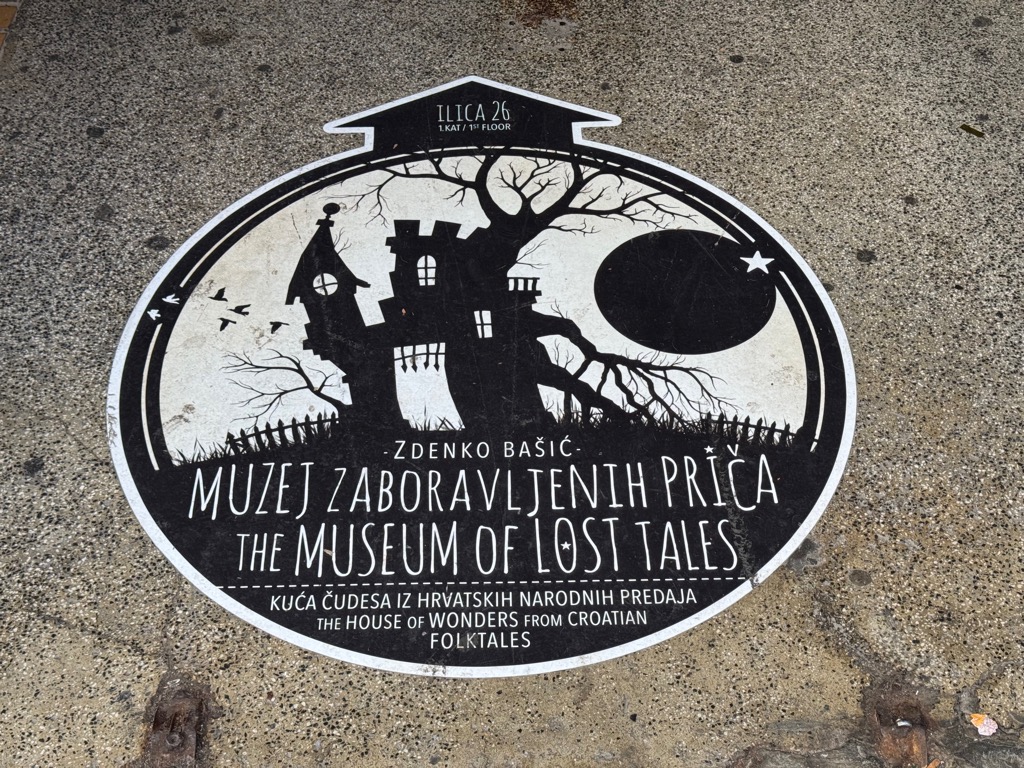 ILICA 26
1.KAT / 1ST FLOOR
-ZDENKO BAŠIĆ-
MUZEJ ZABORAVLJENIH PRIČA
THE MUSEUM OF LOST TALES
KUĆA ČUDESA IZ HRVATSKIH NARODNIH PREDAJA
THE HOUSE OF WONDERS FROM CROATIAN
FOLKTALES